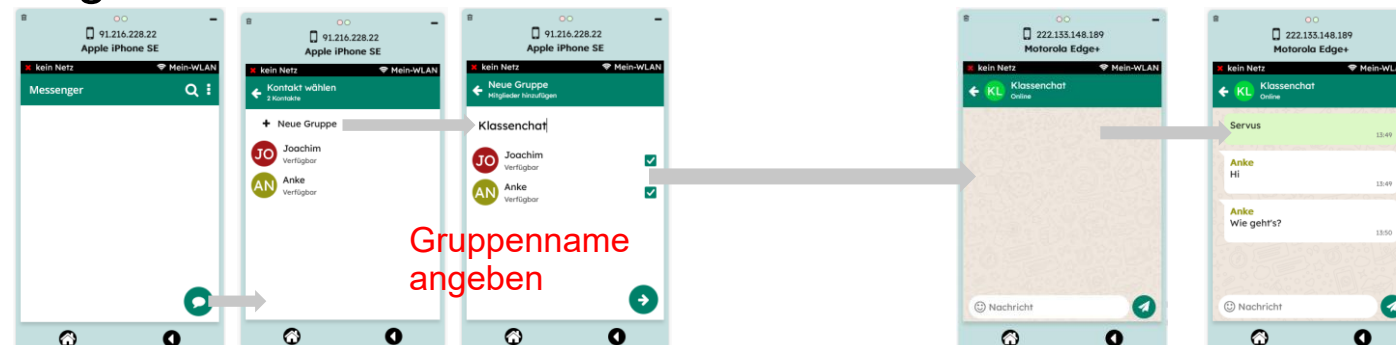 91.216.228.22
Apple iPhone SE
kein Netz Mein-WLAN
Messenger
91.216.228.22
Apple iPhone SE
kein Netz Mein-WLAN
Kontakt wählen
2 Kontakte
+ Neue Gruppe
JO Joachim
Verfügbar
AN Anke
Verfügbar
91.216.228.22
Apple iPhone SE
kein Netz Mein-WLAN
Neue Gruppe
Mitglieder hinzufügen
Klassenchat
JO Joachim
Verfügbar
AN Anke
Verfügbar
Gruppenname
angeben
222.133.148.189
Motorola Edge+
kein Netz Mein-WLAN
KL Klassenchat
Online
Nachricht
222.133.148.189
Motorola Edge+
kein Netz Mein-WL
KL Klassenchat
Online
Servus
13:49
Anke
Hi
13:49
Anke
Wie geht's?
13:50
Nachricht